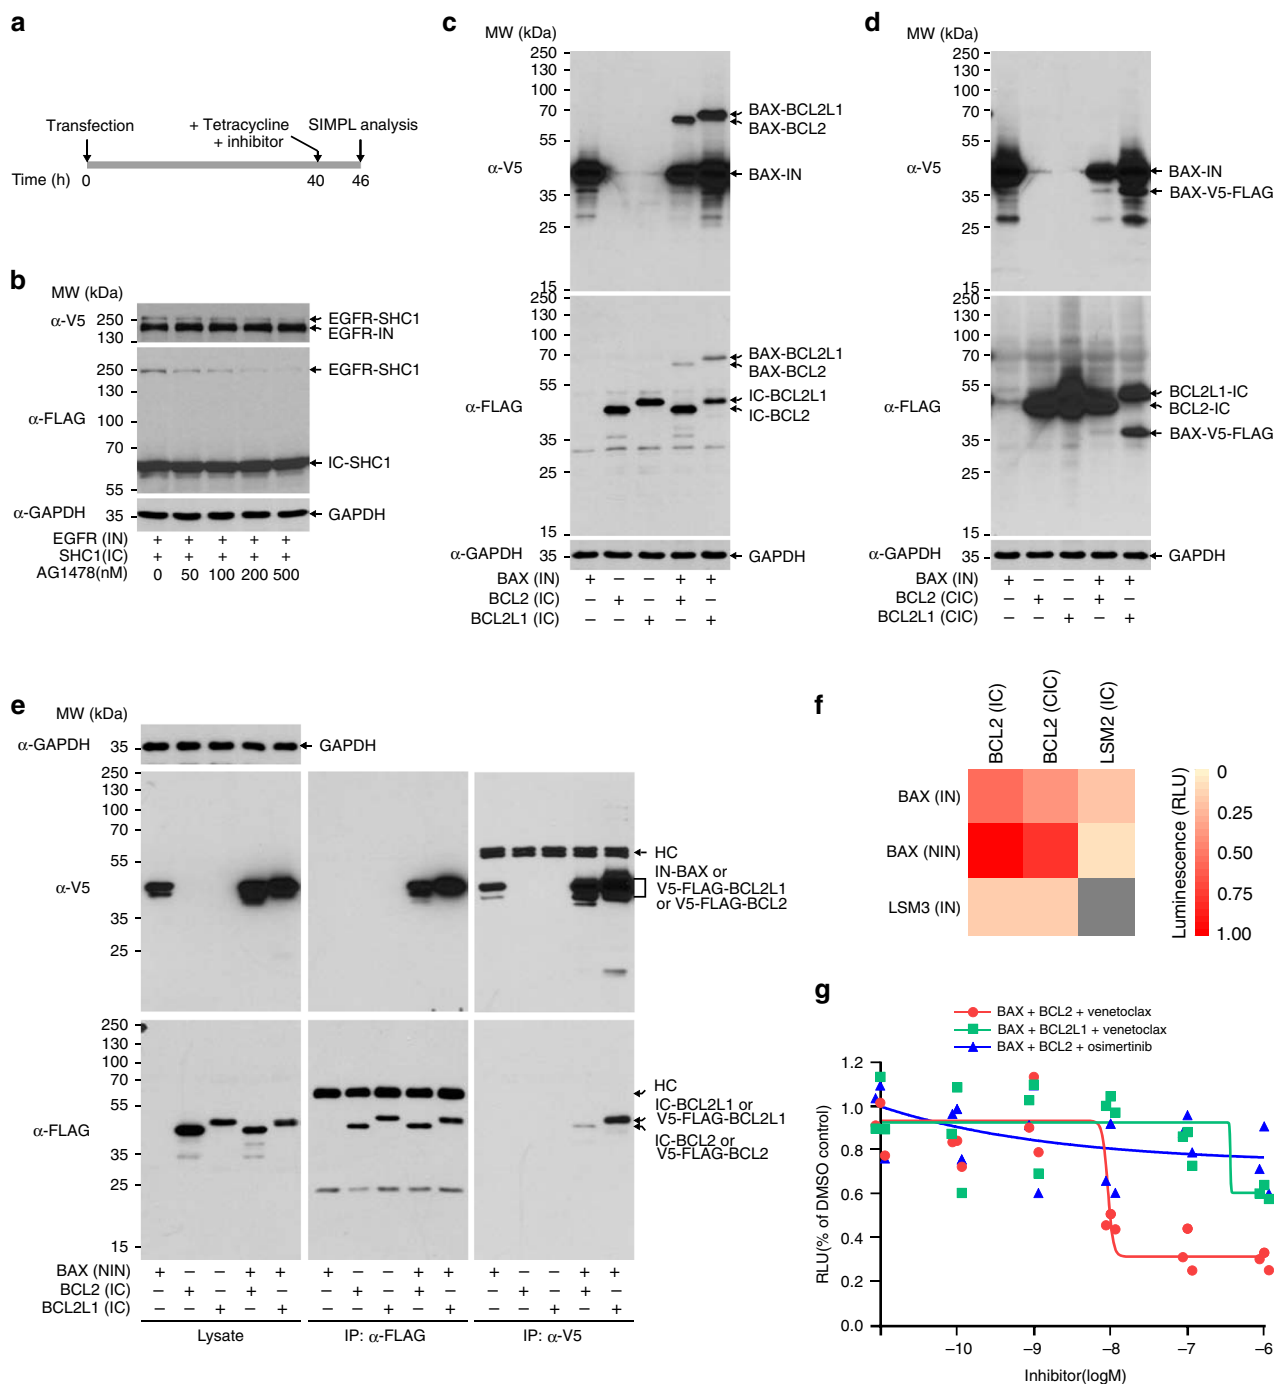 a
Transfection
+ Tetracycline
+ inhibitor
SIMPL analysis
Time (h) 0 40 46
b
MW (kDa)
α-V5
250
130
EGFR-SHC1
EGFR-IN
α-FLAG
250
130
100
70
55
EGFR-SHC1
IC-SHC1
α-GAPDH 35 GAPDH
EGFR (IN) + + + + +
SHC1(IC) + + + + +
AG1478(nM) 0 50 100 200 500
c
MW (kDa)
250
130
100
70
55
35
25
15
α-V5
BAX-BCL2L1
BAX-BCL2
BAX-IN
250
130
100
70
55
35
25
15
α-FLAG
BAX-BCL2L1
BAX-BCL2
IC-BCL2L1
IC-BCL2
α-GAPDH 35 GAPDH
BAX (IN) + – – + +
BCL2 (IC) – + – + –
BCL2L1 (IC) – – + – +
d
MW (kDa)
250
130
100
70
55
35
25
15
α-V5
BAX-IN
BAX-V5-FLAG
250
130
100
70
55
35
25
15
α-FLAG
BCL2L1-IC
BCL2-IC
BAX-V5-FLAG
α-GAPDH 35 GAPDH
BAX (IN) + – – + +
BCL2 (CIC) – + – + –
BCL2L1 (CIC) – – + – +
e
MW (kDa)
α-GAPDH 35 GAPDH
250
130
100
70
55
35
25
α-V5
HC
IN-BAX or
V5-FLAG-BCL2L1
or V5-FLAG-BCL2
250
130
100
70
55
35
25
15
α-FLAG
HC
IC-BCL2L1 or
V5-FLAG-BCL2L1
IC-BCL2 or
V5-FLAG-BCL2
BAX (NIN) + – – + + + – – + + + – – + +
BCL2 (IC) – + – + – – + – + – – + – + –
BCL2L1 (IC) – – + – + – – + – + – – + – +
Lysate IP: α-FLAG IP: α-V5
f
BCL2 (IC)
BCL2 (CIC)
LSM2 (IC)
BAX (IN)
BAX (NIN)
LSM3 (IN)
Luminescence (RLU)
0
0.25
0.50
0.75
1.00
g
BAX + BCL2 + venetoclax
BAX + BCL2L1 + venetoclax
BAX + BCL2 + osimertinib
RLU(% of DMSO control)
1.2
1.0
0.8
0.6
0.4
0.2
0.0
–10 –9 –8 –7 –6
Inhibitor(logM)